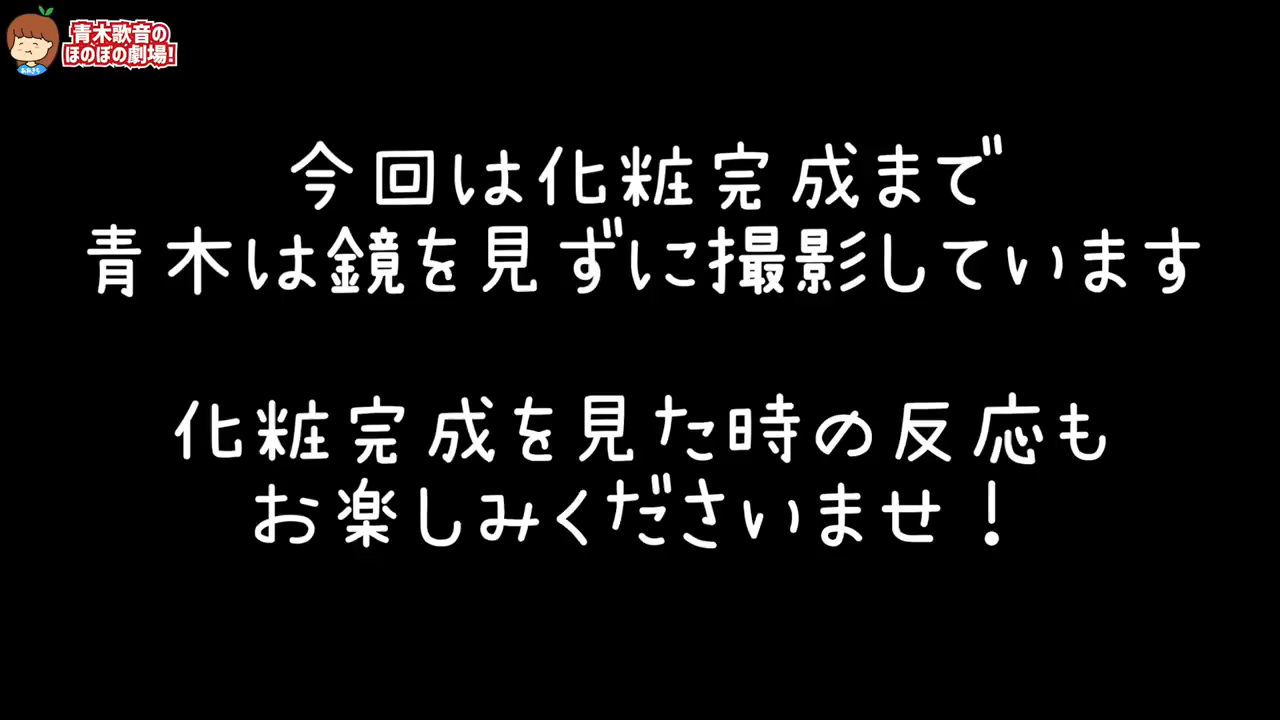 青木歌音の
ほのぼの劇場!
今回は化粧完成まで
青木は鏡を見ずに撮影しています
化粧完成を見た時の反応も
お楽しみくださいませ！